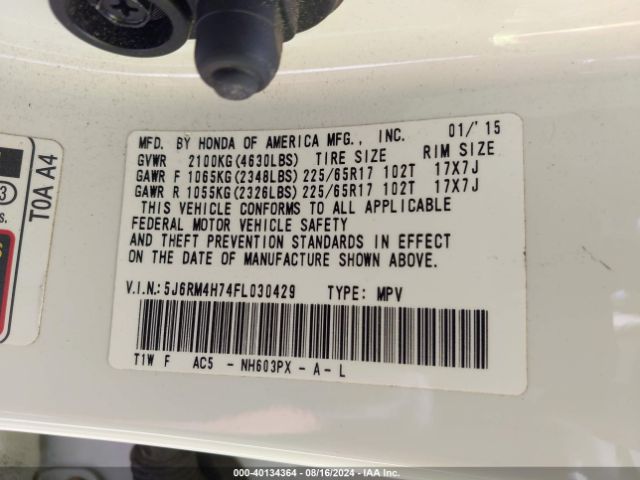 MFD. BY HONDA OF AMERICA MFG., INC. 01/'15
GVWR 2100KG(4630LBS) TIRE SIZE RIM SIZE
GAWR F 1065KG(2348LBS) 225/65R17 102T 17X7J
GAWR R 1055KG(2326LBS) 225/65R17 102T 17X7J
THIS VEHICLE CONFORMS TO ALL APPLICABLE
FEDERAL MOTOR VEHICLE SAFETY
AND THEFT PREVENTION STANDARDS IN EFFECT
ON THE DATE OF MANUFACTURE SHOWN ABOVE.
V.I.N.:5J6RM4H74FL030429 TYPE: MPV
T1W F AC5 - NH603PX - A - L
T0A A4
3
s.
000-40134364 - 08/16/2024 - IAA Inc.